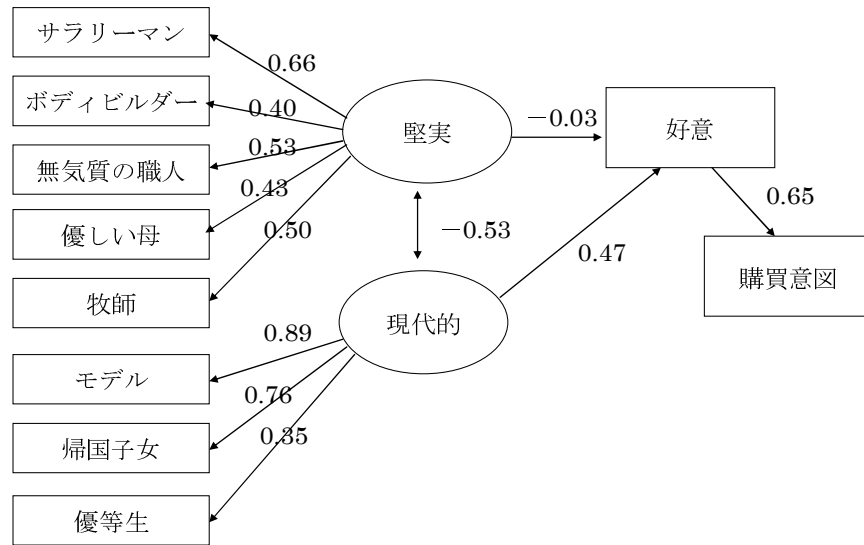 サラリーマン
0.66
ボディビルダー
0.40
堅実
−0.03
好意
無気質の職人
0.53
0.43
0.65
優しい母
0.50
−0.53
0.47
購買意図
牧師
現代的
0.89
モデル
0.76
帰国子女
0.35
優等生